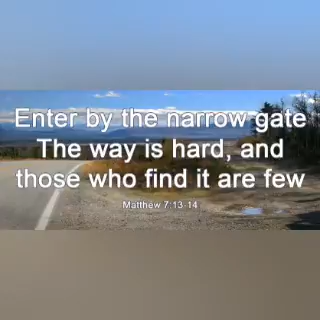 Enter by the narrow gate
The way is hard, and
those who find it are few
Matthew 7:13-14